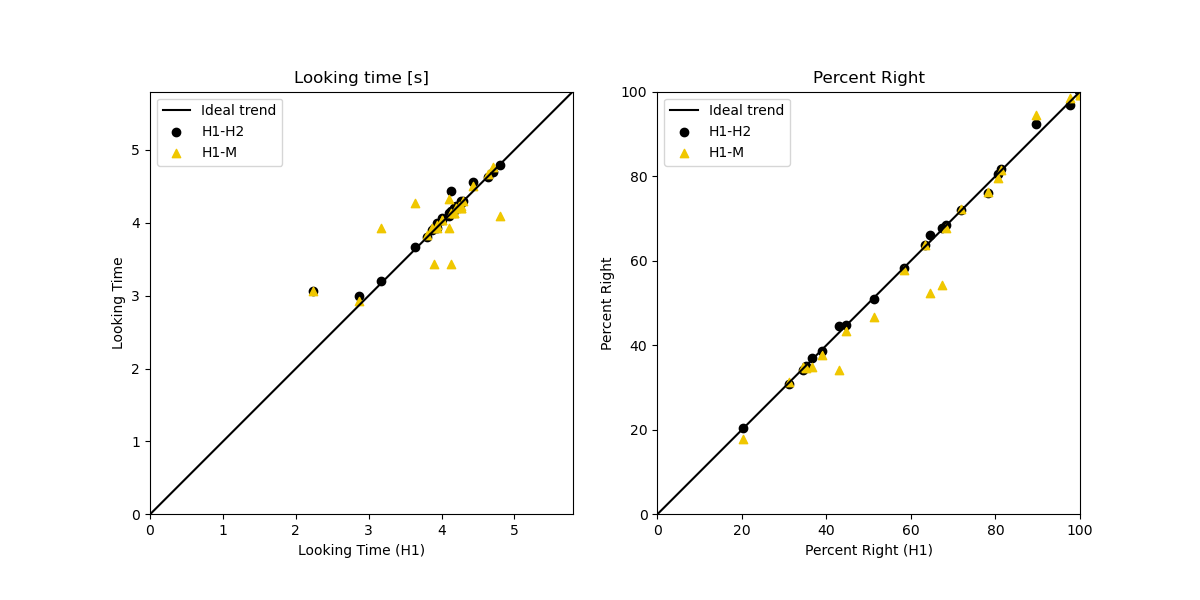 Looking time [s]
Ideal trend
H1-H2
H1-M
Looking Time
5
4
3
2
1
0
0 1 2 3 4 5
Looking Time (H1)
Percent Right
Ideal trend
H1-H2
H1-M
Percent Right
100
80
60
40
20
0
0 20 40 60 80 100
Percent Right (H1)